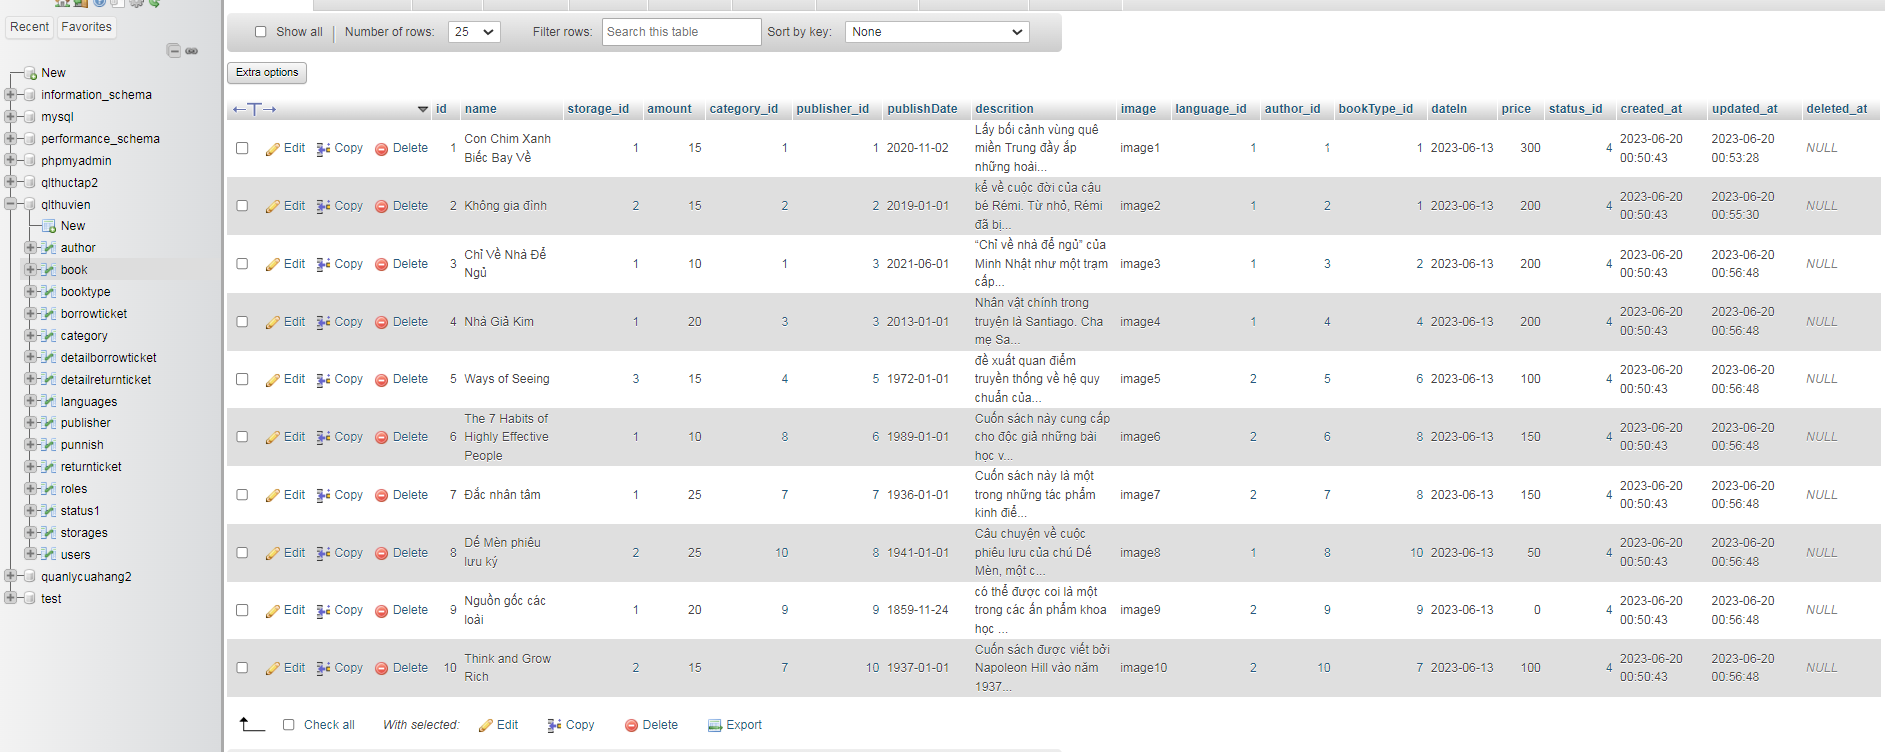 Recent Favorites
New
information_schema
mysql
performance_schema
phpmyadmin
qlthuctap2
qlthuvien
New
author
book
booktype
borrowticket
category
detailborrowticket
detailreturnticket
languages
publisher
punnish
returnticket
roles
status1
storages
users
quanlycuahang2
test
Show all Number of rows: 25 Filter rows: Search this table Sort by key: None
Extra options
id name storage_id amount category_id publisher_id publishDate descrition image language_id author_id bookType_id dateIn price status_id created_at updated_at deleted_at
Edit Copy Delete 1 Con Chim Xanh Biếc Bay Về 1 15 1 1 2020-11-02 Lấy bối cảnh vùng quê miền Trung đầy ắp những hoài... image1 1 1 1 2023-06-13 300 4 2023-06-20 00:50:43 2023-06-20 00:53:28 NULL
Edit Copy Delete 2 Không gia đình 2 15 2 2 2019-01-01 kể về cuộc đời của cậu bé Rémi. Từ nhỏ, Rémi đã bị... image2 1 2 1 2023-06-13 200 4 2023-06-20 00:50:43 2023-06-20 00:55:30 NULL
Edit Copy Delete 3 Chỉ Về Nhà Để Ngủ 1 10 1 3 2021-06-01 “Chỉ về nhà để ngủ” của Minh Nhật như một trạm cấp... image3 1 3 2 2023-06-13 200 4 2023-06-20 00:50:43 2023-06-20 00:56:48 NULL
Edit Copy Delete 4 Nhà Giả Kim 1 20 3 3 2013-01-01 Nhân vật chính trong truyện là Santiago. Cha mẹ Sa... image4 1 4 4 2023-06-13 200 4 2023-06-20 00:50:43 2023-06-20 00:56:48 NULL
Edit Copy Delete 5 Ways of Seeing 3 15 4 5 1972-01-01 đề xuất quan điểm truyền thống về hệ quy chuẩn của... image5 2 5 6 2023-06-13 100 4 2023-06-20 00:50:43 2023-06-20 00:56:48 NULL
Edit Copy Delete 6 The 7 Habits of Highly Effective People 1 10 8 6 1989-01-01 Cuốn sách này cung cấp cho độc giả những bài học v... image6 2 6 8 2023-06-13 150 4 2023-06-20 00:50:43 2023-06-20 00:56:48 NULL
Edit Copy Delete 7 Đắc nhân tâm 1 25 7 7 1936-01-01 Cuốn sách này là một trong những tác phẩm kinh điể... image7 2 7 8 2023-06-13 150 4 2023-06-20 00:50:43 2023-06-20 00:56:48 NULL
Edit Copy Delete 8 Dế Mèn phiêu lưu ký 2 25 10 8 1941-01-01 Câu chuyện về cuộc phiêu lưu của chú Dế Mèn, một c... image8 1 8 10 2023-06-13 50 4 2023-06-20 00:50:43 2023-06-20 00:56:48 NULL
Edit Copy Delete 9 Nguồn gốc các loài 1 20 9 9 1859-11-24 có thể được coi là một trong các ấn phẩm khoa học ... image9 2 9 9 2023-06-13 0 4 2023-06-20 00:50:43 2023-06-20 00:56:48 NULL
Edit Copy Delete 10 Think and Grow Rich 2 15 7 10 1937-01-01 Cuốn sách được viết bởi Napoleon Hill vào năm 1937... image10 2 10 7 2023-06-13 100 4 2023-06-20 00:50:43 2023-06-20 00:56:48 NULL
Check all With selected: Edit Copy Delete Export